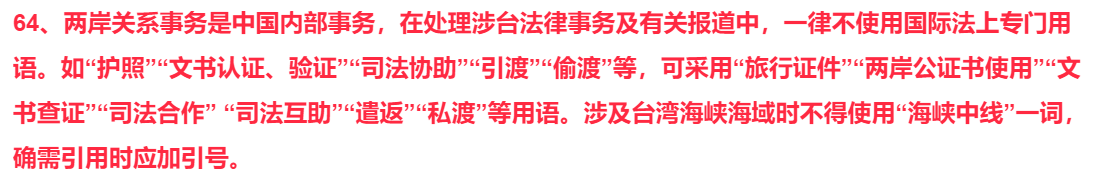 64、两岸关系事务是中国内部事务，在处理涉台法律事务及有关报道中，一律不使用国际法上专门用
语。如“护照”“文书认证、验证”“司法协助”“引渡”“偷渡”等，可采用“旅行证件”“两岸公证书使用”“文
书查证”“司法合作” “司法互助”“遣返”“私渡”等用语。涉及台湾海峡海域时不得使用“海峡中线”一词，
确需引用时应加引号。